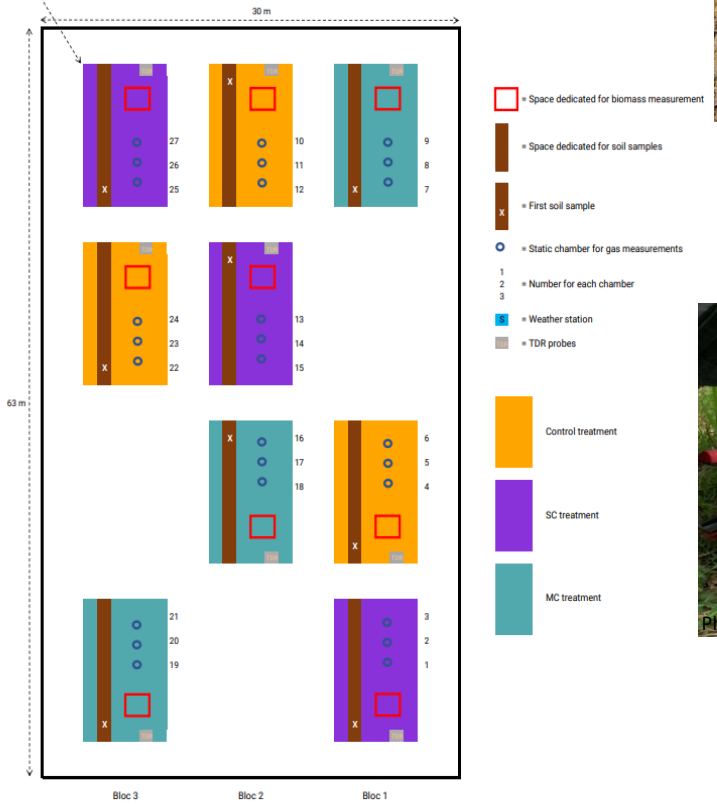 30 m
63 m
TDR
TDR
TDR
27
26
25
10
11
12
9
8
7
X
X
X
TDR
TDR
24
23
22
13
14
15
X
X
16
17
18
6
5
4
X
X
TDR
TDR
21
20
19
3
2
1
X
X
TDR
TDR
Bloc 3
Bloc 2
Bloc 1
= Space dedicated for biomass measurement
= Space dedicated for soil samples
X
= First soil sample
= Static chamber for gas measurements
1
2
3
= Number for each chamber
S
= Weather station
TDR
= TDR probes
Control treatment
SC treatment
MC treatment